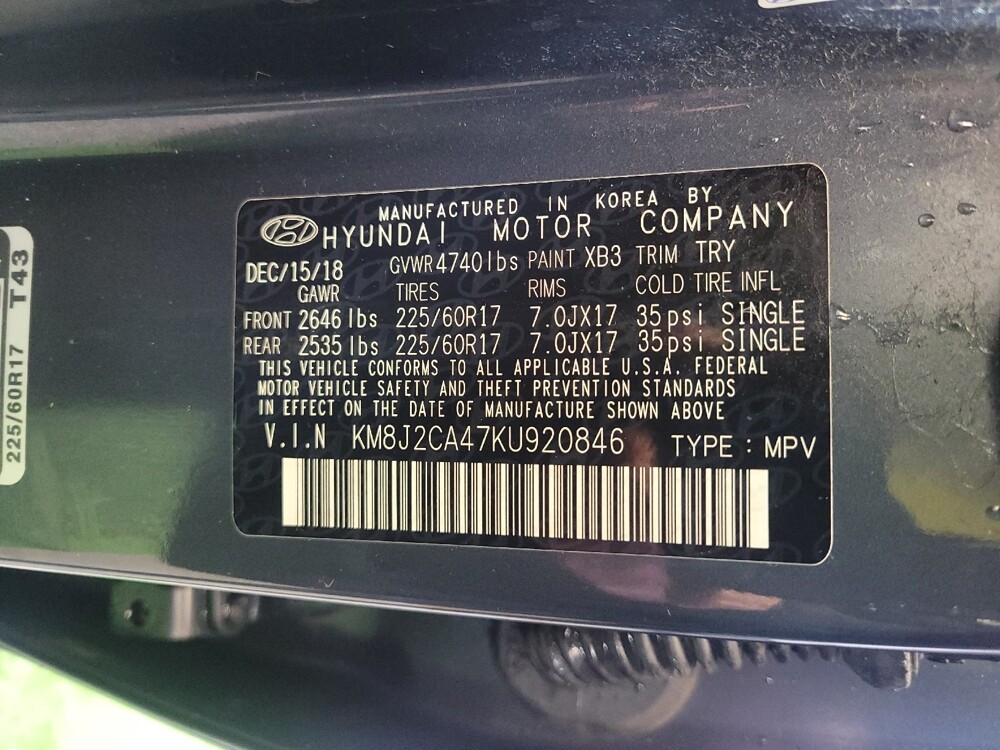 MANUFACTURED IN KOREA BY
HYUNDAI MOTOR COMPANY
DEC/15/18 GVWR 4740lbs PAINT XB3 TRIM TRY
GAWR TIRES RIMS COLD TIRE INFL
FRONT 2646 lbs 225/60R17 7.0JX17 35psi SINGLE
REAR 2535 lbs 225/60R17 7.0JX17 35psi SINGLE
THIS VEHICLE CONFORMS TO ALL APPLICABLE U.S.A. FEDERAL
MOTOR VEHICLE SAFETY AND THEFT PREVENTION STANDARDS
IN EFFECT ON THE DATE OF MANUFACTURE SHOWN ABOVE
V.I.N KM8J2CA47KU920846 TYPE : MPV
225/60R17 T43